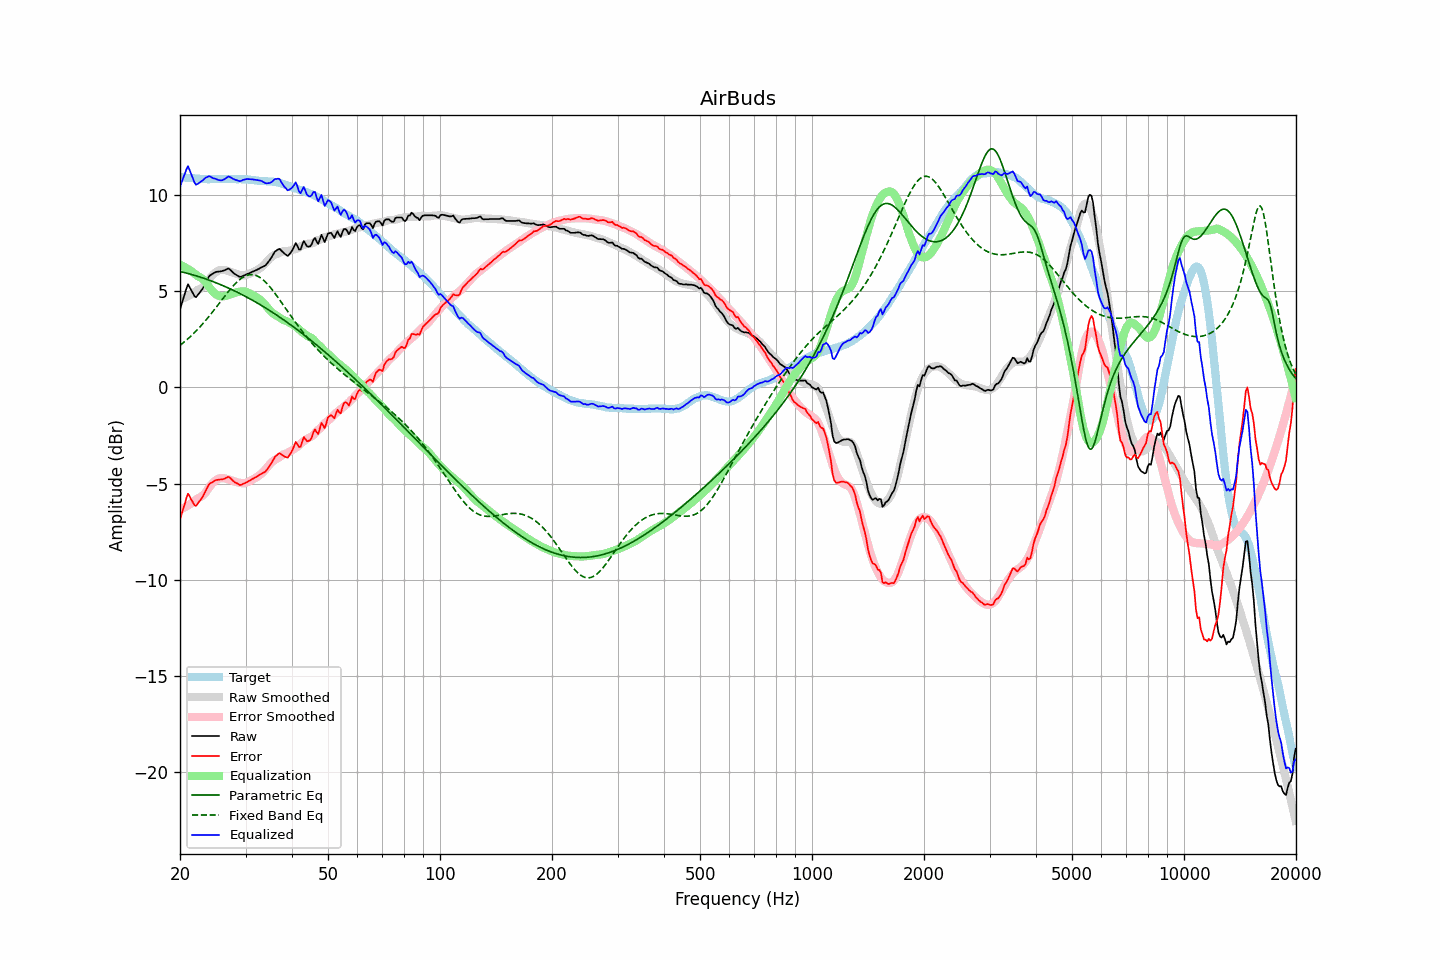 AirBuds
Amplitude (dBr)
10
5
0
−5
−10
−15
−20
Target
Raw Smoothed
Error Smoothed
Raw
Error
Equalization
Parametric Eq
Fixed Band Eq
Equalized
20 50 100 200 500 1000 2000 5000 10000 20000
Frequency (Hz)